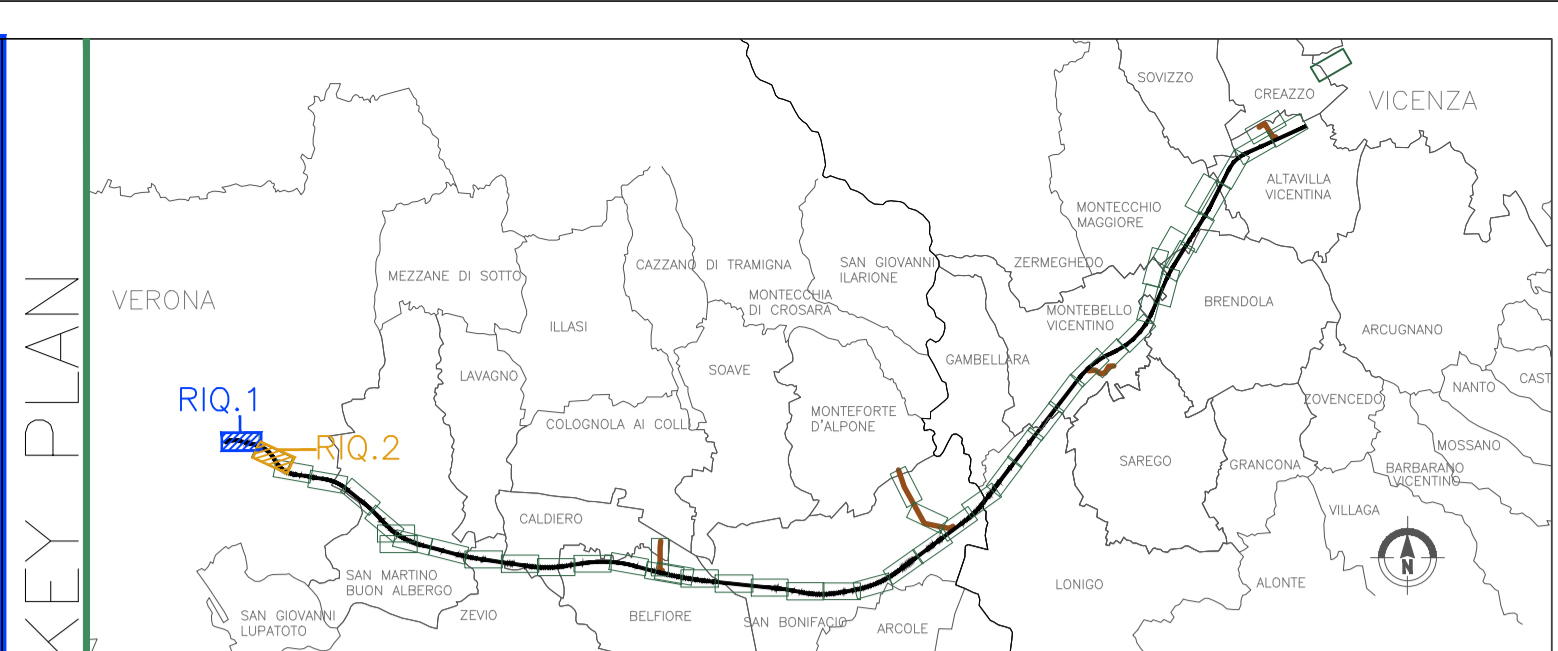 KEY PLAN
SOVIZZO
CREAZZO
VICENZA
ALTAVILLA
VICENTINA
MONTECCHIO
MAGGIORE
MEZZANE DI SOTTO
CAZZANO DI TRAMIGNA
SAN GIOVANNI
ILARIONE
ZERMEGHEDO
VERONA
MONTECCHIA
DI CROSARA
BRENDOLA
MONTEBELLO
VICENTINO
ILLASI
ARCUGNANO
GAMBELLARA
LAVAGNO
SOAVE
CAST
NANTO
RIQ.1
ZOVENCEDO
MONTEFORTE
D'ALPONE
COLOGNOLA AI COLL
RIQ.2
MOSSANO
SAREGO
GRANCONA
BARBARANO
VICENTINO
VILLAGA
CALDIERO
N
SAN MARTINO
BUON ALBERGO
LONIGO
ALONTE
SAN GIOVANNI
LUPATOTO
ZEVIO
BELFIORE
SAN BONIFACIO
ARCOLE